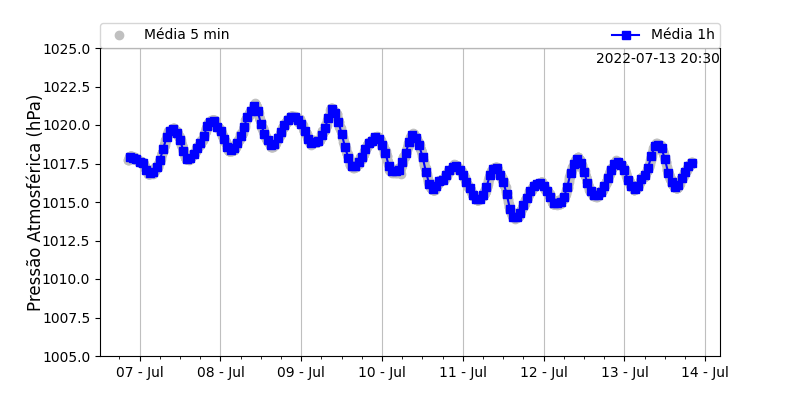 Média 5 min
Média 1h
2022-07-13 20:30
Pressão Atmosférica (hPa)
1025.0
1022.5
1020.0
1017.5
1015.0
1012.5
1010.0
1007.5
1005.0
07 - Jul
08 - Jul
09 - Jul
10 - Jul
11 - Jul
12 - Jul
13 - Jul
14 - Jul